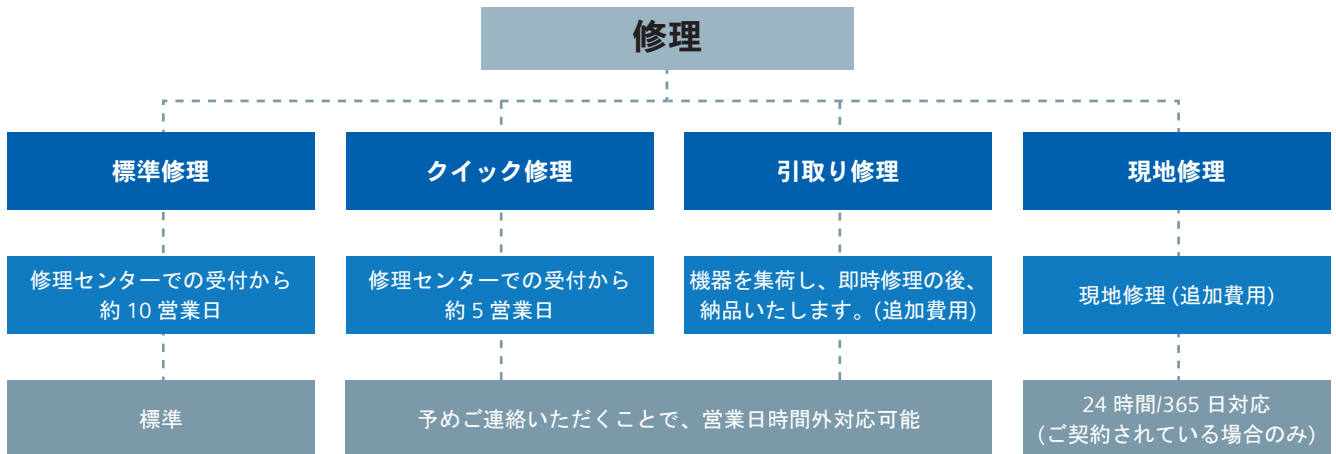 修理
標準修理
クイック修理
引取り修理
現地修理
修理センターでの受付から
約 10 営業日
修理センターでの受付から
約 5 営業日
機器を集荷し、即時修理の後、
納品いたします。(追加費用)
現地修理 (追加費用)
標準
予めご連絡いただくことで、営業日時間外対応可能
24 時間/365 日対応
(ご契約されている場合のみ)